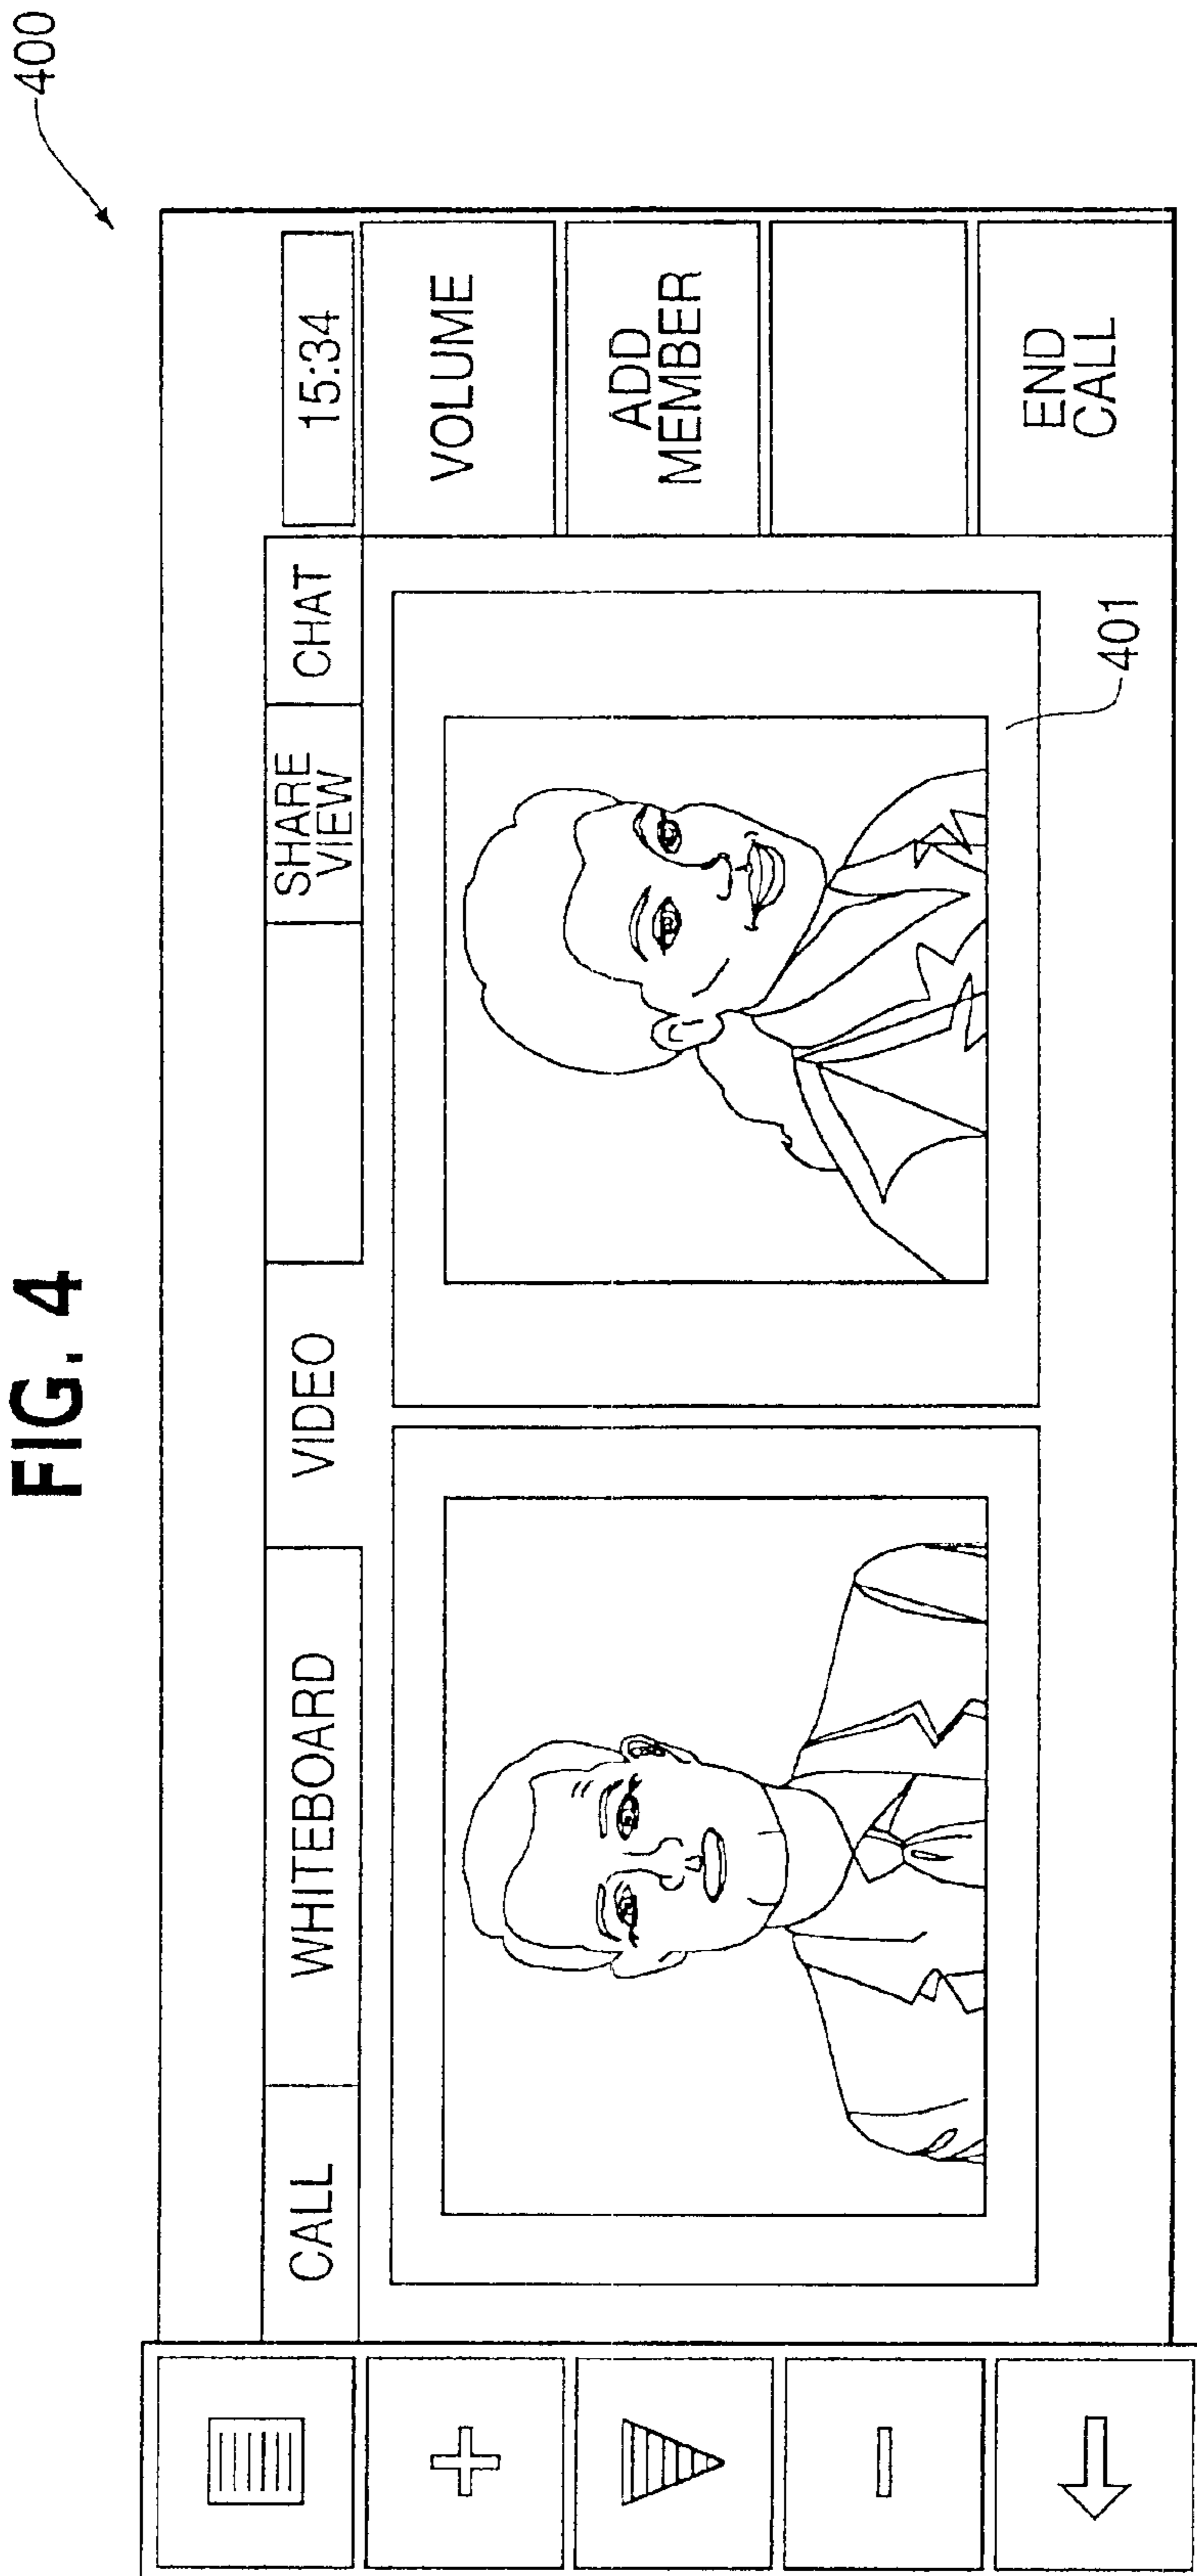 FIG. 4
400
15:34
CALL
WHITEBOARD
VIDEO
SHARE
VIEW
CHAT
VOLUME
ADD
MEMBER
END
CALL
401